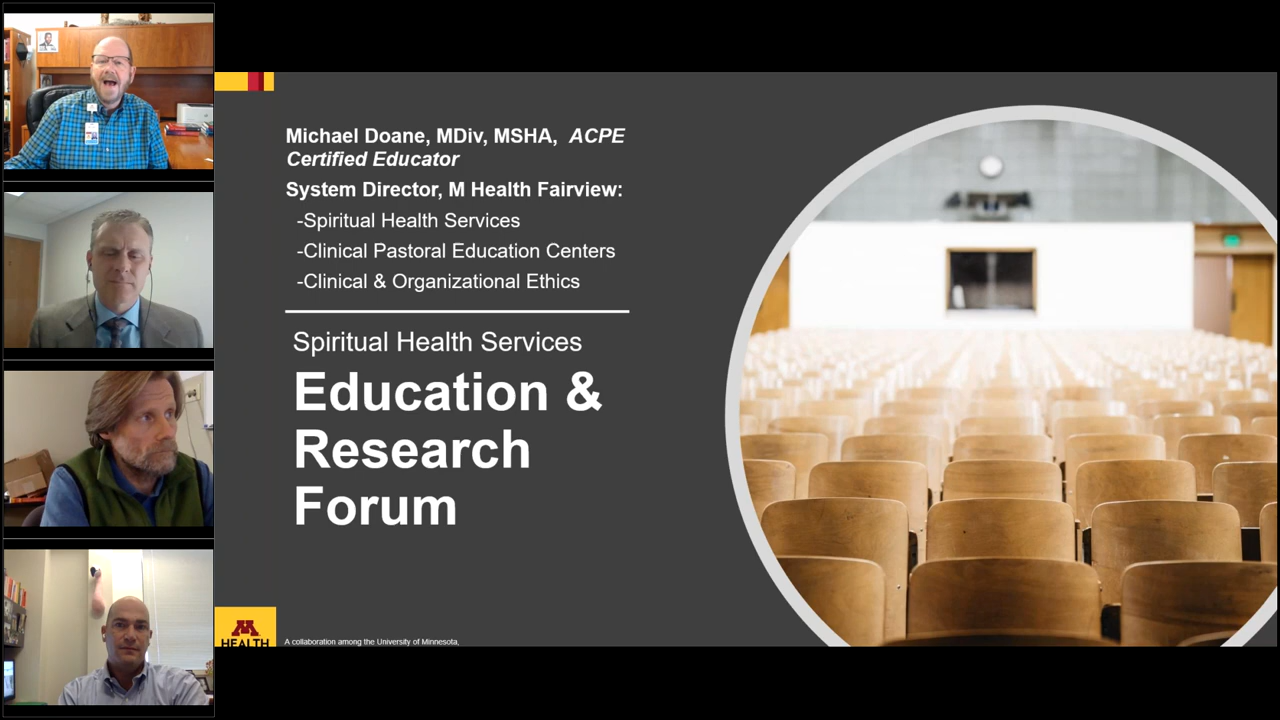 Michael Doane, MDiv, MSHA, ACPE
Certified Educator
System Director, M Health Fairview:
-Spiritual Health Services
-Clinical Pastoral Education Centers
-Clinical & Organizational Ethics
Spiritual Health Services
Education &
Research
Forum
M
HEALTH
A collaboration among the University of Minnesota,